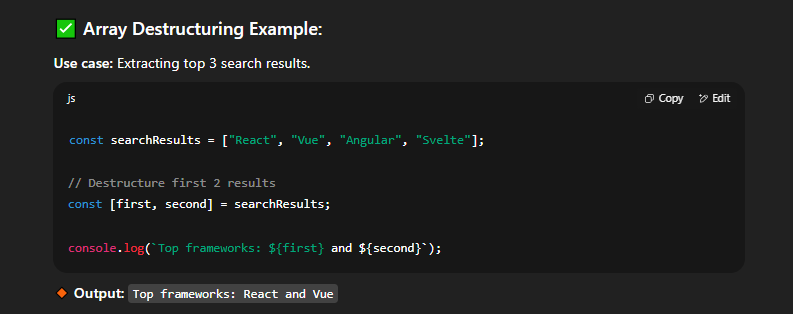 ✅ Array Destructuring Example:
Use case: Extracting top 3 search results.
js Copy Edit
const searchResults = ["React", "Vue", "Angular", "Svelte"];
// Destructure first 2 results
const [first, second] = searchResults;
console.log(`Top frameworks: ${first} and ${second}`);
🔸 Output: Top frameworks: React and Vue